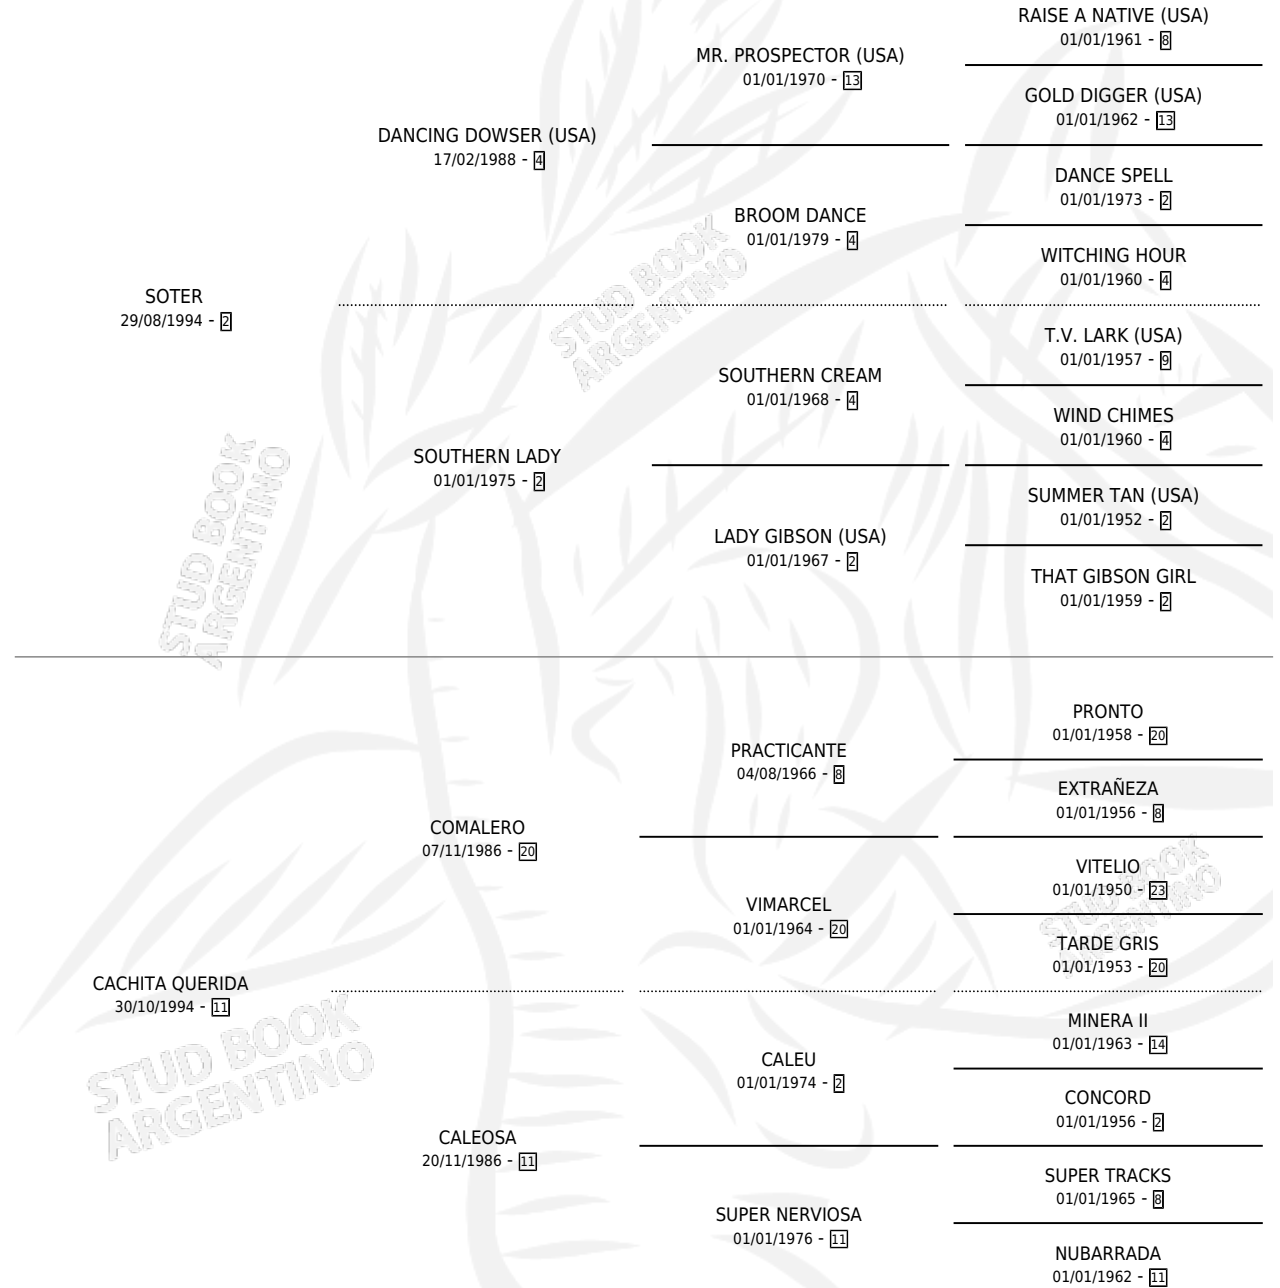 RAISE A NATIVE (USA)
01/01/1961 - 8
MR. PROSPECTOR (USA)
01/01/1970 - 13
GOLD DIGGER (USA)
01/01/1962 - 13
DANCING DOWSER (USA)
17/02/1988 - 4
DANCE SPELL
01/01/1973 - 2
BROOM DANCE
01/01/1979 - 4
WITCHING HOUR
01/01/1960 - 4
SOTER
29/08/1994 - 2
T.V. LARK (USA)
01/01/1957 - 9
SOUTHERN CREAM
01/01/1968 - 4
WIND CHIMES
01/01/1960 - 4
SOUTHERN LADY
01/01/1975 - 2
SUMMER TAN (USA)
01/01/1952 - 2
LADY GIBSON (USA)
01/01/1967 - 2
THAT GIBSON GIRL
01/01/1959 - 2
PRONTO
01/01/1958 - 20
PRACTICANTE
04/08/1966 - 8
EXTRAÑEZA
01/01/1956 - 8
COMALERO
07/11/1986 - 20
VITELIO
01/01/1950 - 23
VIMARCEL
01/01/1964 - 20
TARDE GRIS
01/01/1953 - 20
CACHITA QUERIDA
30/10/1994 - 11
MINERA II
01/01/1963 - 14
CALEU
01/01/1974 - 2
CONCORD
01/01/1956 - 2
CALEOSA
20/11/1986 - 11
SUPER TRACKS
01/01/1965 - 8
SUPER NERVIOSA
01/01/1976 - 11
NUBARRADA
01/01/1962 - 11
STUD BOOK
ARGENTINO
STUD BOOK
ARGENTINO
STUD BOOK
ARGENTINO
STUD BOOK
ARGENTINO